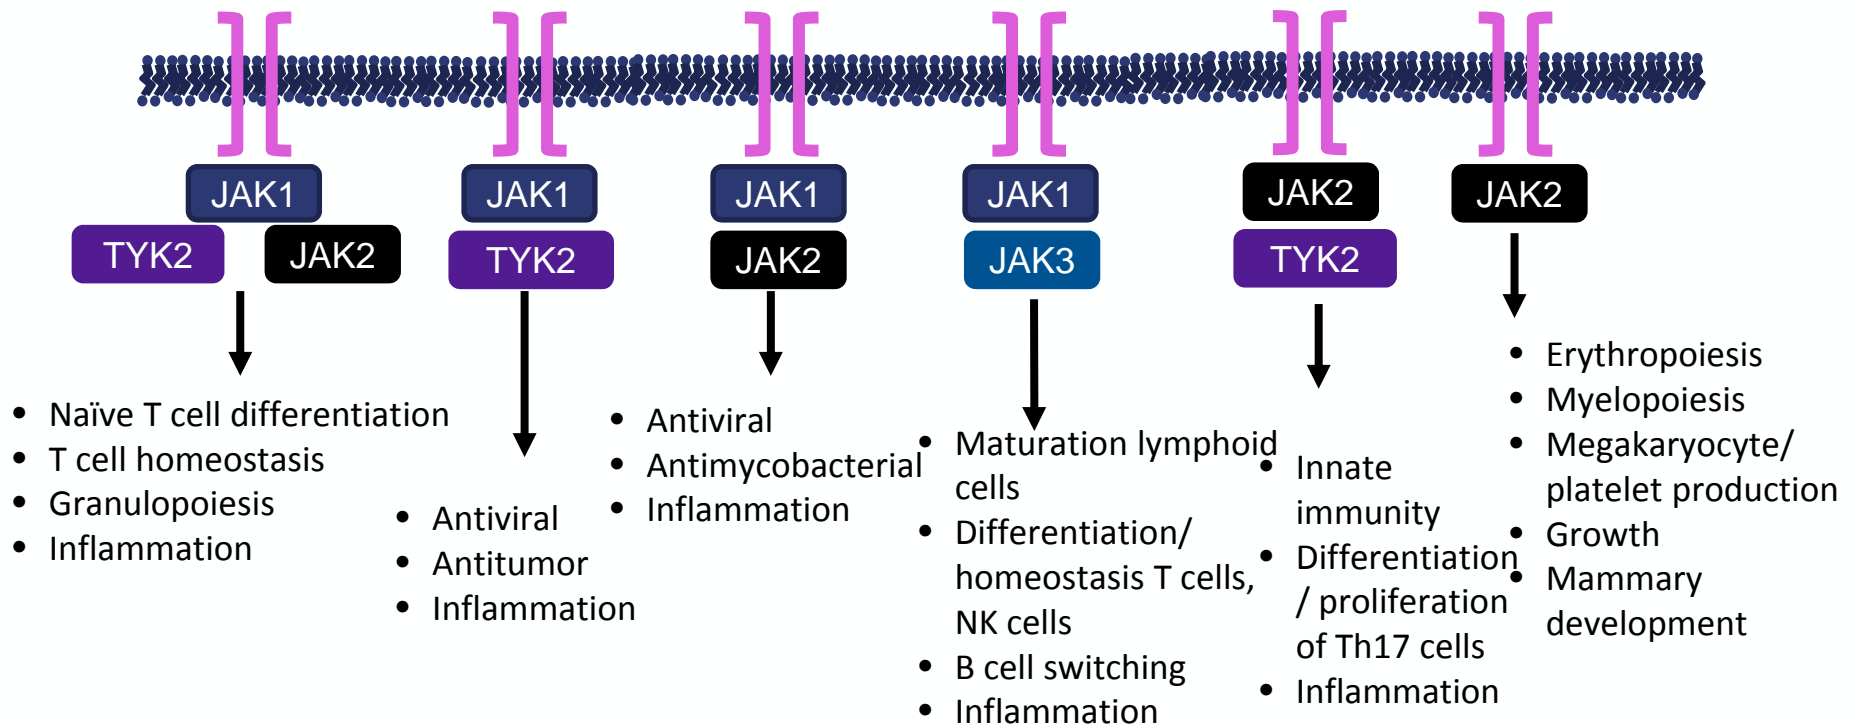 JAK1
TYK2
JAK2
JAK1
TYK2
JAK1
JAK2
JAK1
JAK3
JAK2
TYK2
JAK2
• Naïve T cell differentiation
• T cell homeostasis
• Granulopoiesis
• Inflammation
• Antiviral
• Antitumor
• Inflammation
• Antiviral
• Antimycobacterial
• Inflammation
• Maturation lymphoid
cells
• Differentiation/
homeostasis T cells,
NK cells
• B cell switching
• Inflammation
• Innate
immunity
• Differentiation
/ proliferation
of Th17 cells
• Inflammation
• Erythropoiesis
• Myelopoiesis
• Megakaryocyte/
platelet production
• Growth
• Mammary
development